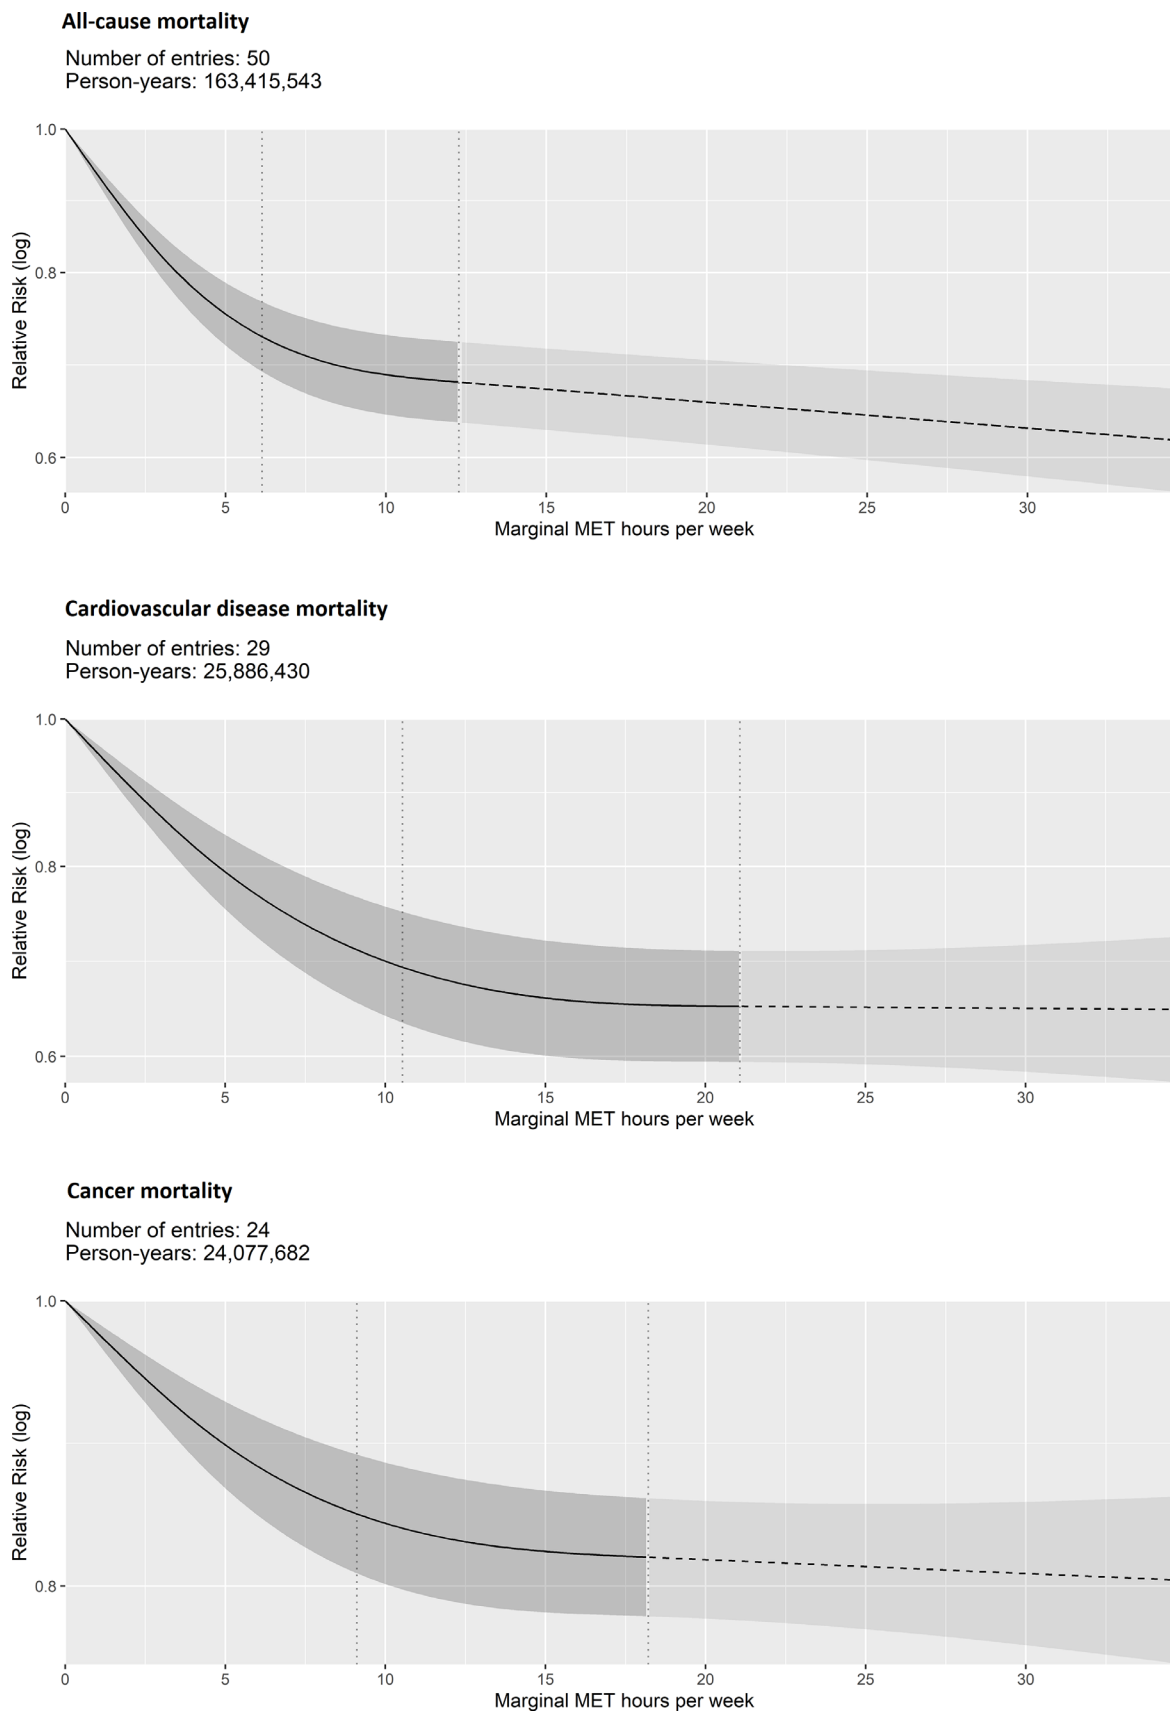 All-cause mortality
Number of entries: 50
Person-years: 163,415,543
1.0
0.8
0.6
Relative Risk (log)
0 5 10 15 20 25 30
Marginal MET hours per week
Cardiovascular disease mortality
Number of entries: 29
Person-years: 25,886,430
1.0
0.8
0.6
Relative Risk (log)
0 5 10 15 20 25 30
Marginal MET hours per week
Cancer mortality
Number of entries: 24
Person-years: 24,077,682
1.0
0.8
Relative Risk (log)
0 5 10 15 20 25 30
Marginal MET hours per week